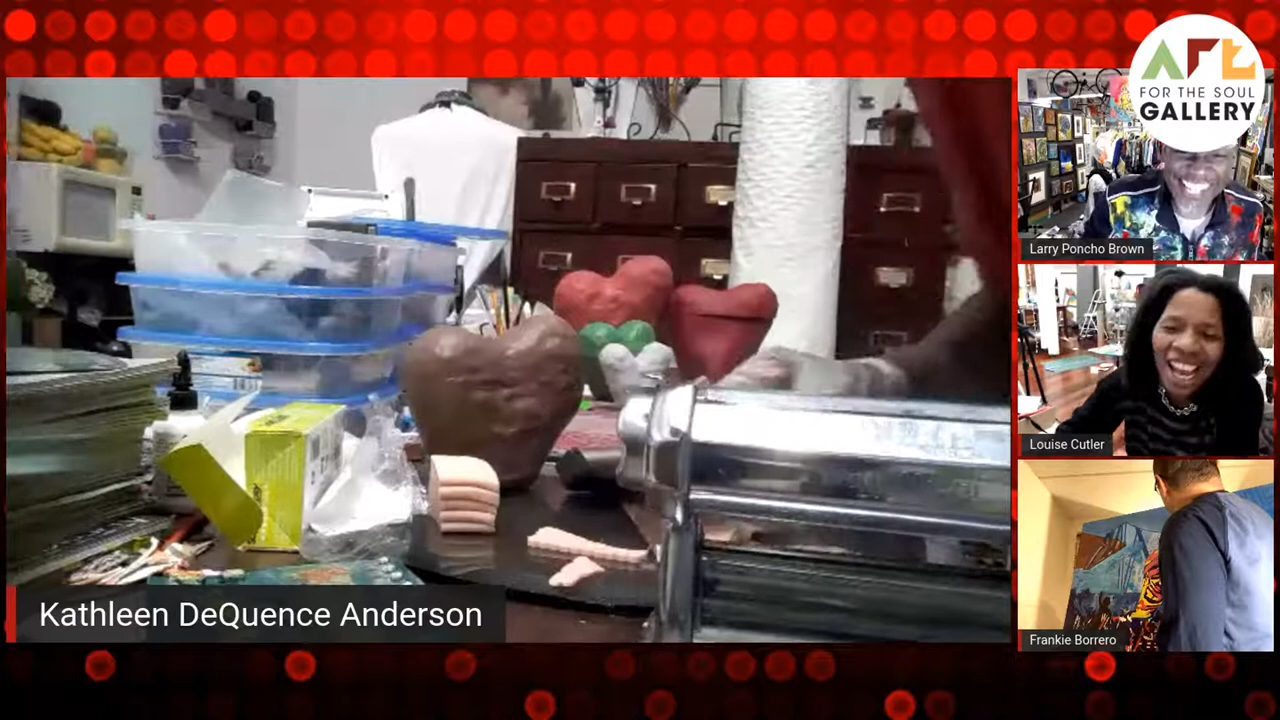 ART
FOR THE SOUL
GALLERY
Larry Poncho Brown
Louise Cutler
Frankie Borrero
Kathleen DeQuence Anderson